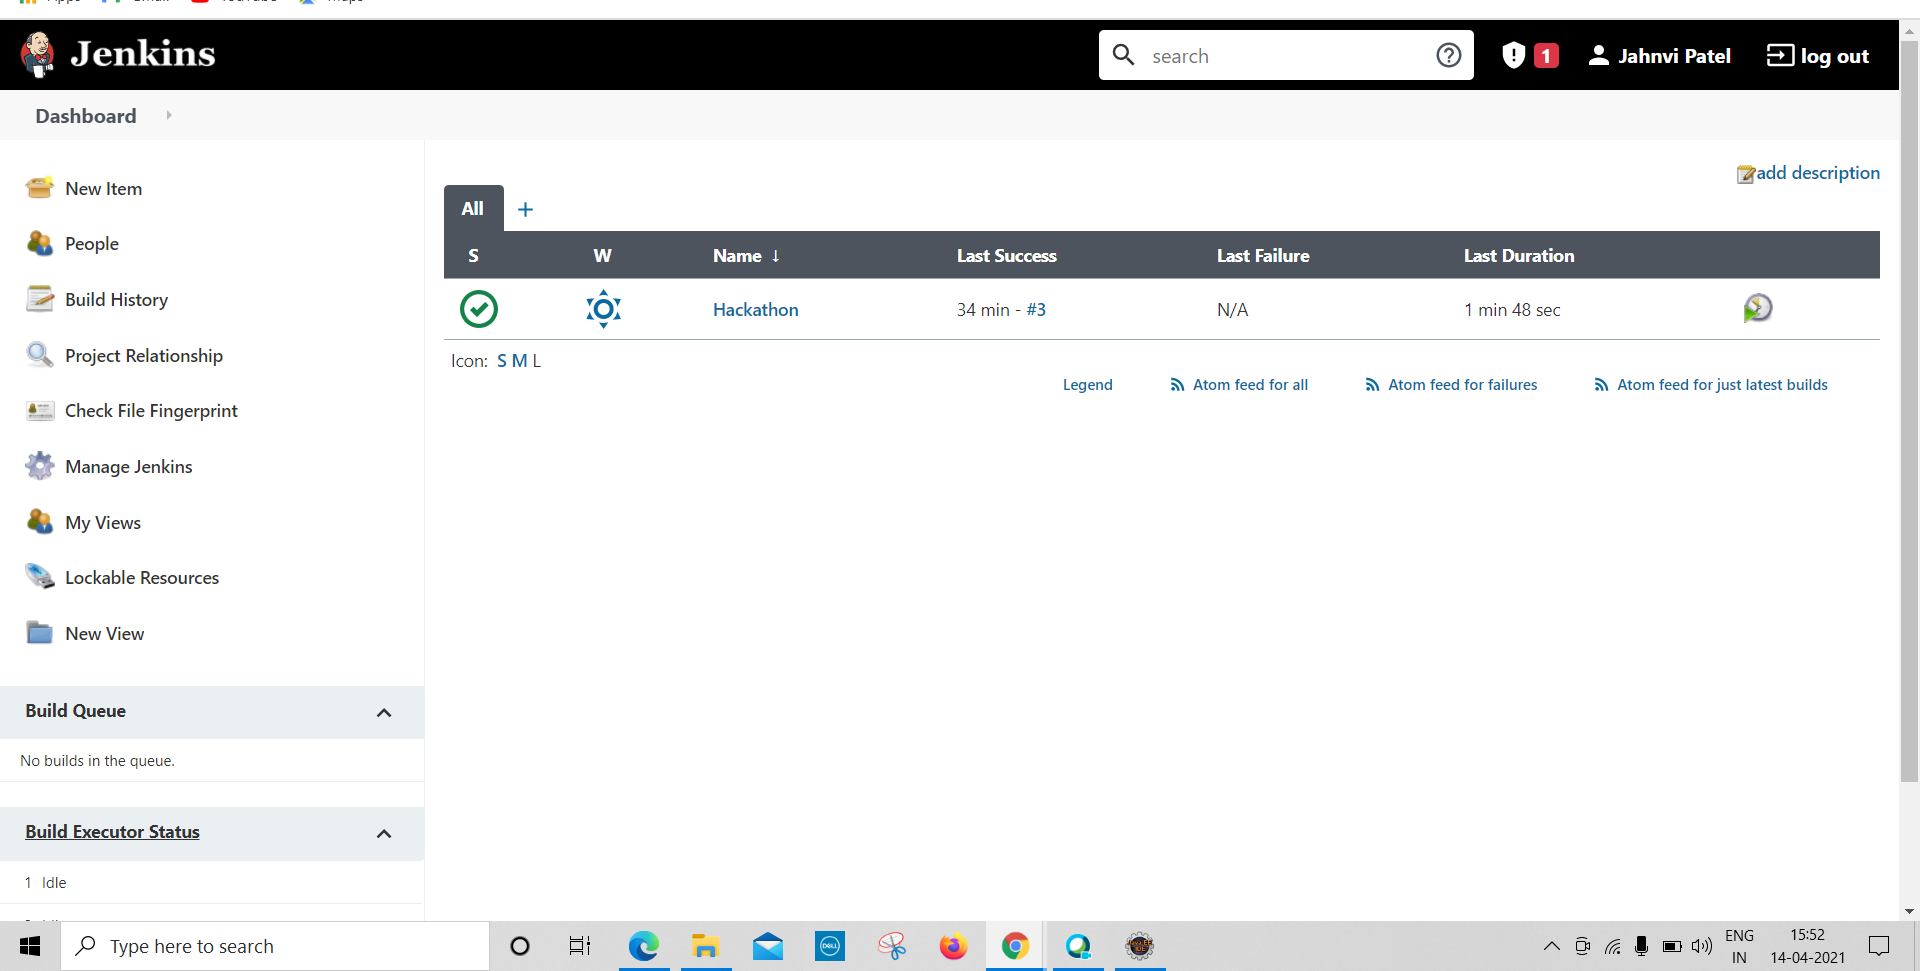 Jenkins
search
1
Jahnvi Patel
log out
Dashboard
New Item
People
Build History
Project Relationship
Check File Fingerprint
Manage Jenkins
My Views
Lockable Resources
New View
Build Queue
No builds in the queue.
Build Executor Status
1 Idle
add description
All +
S W Name ↓ Last Success Last Failure Last Duration
Hackathon 34 min - #3 N/A 1 min 48 sec
Icon: S M L
Legend Atom feed for all Atom feed for failures Atom feed for just latest builds
Type here to search
DELL
ENG
IN
15:52
14-04-2021